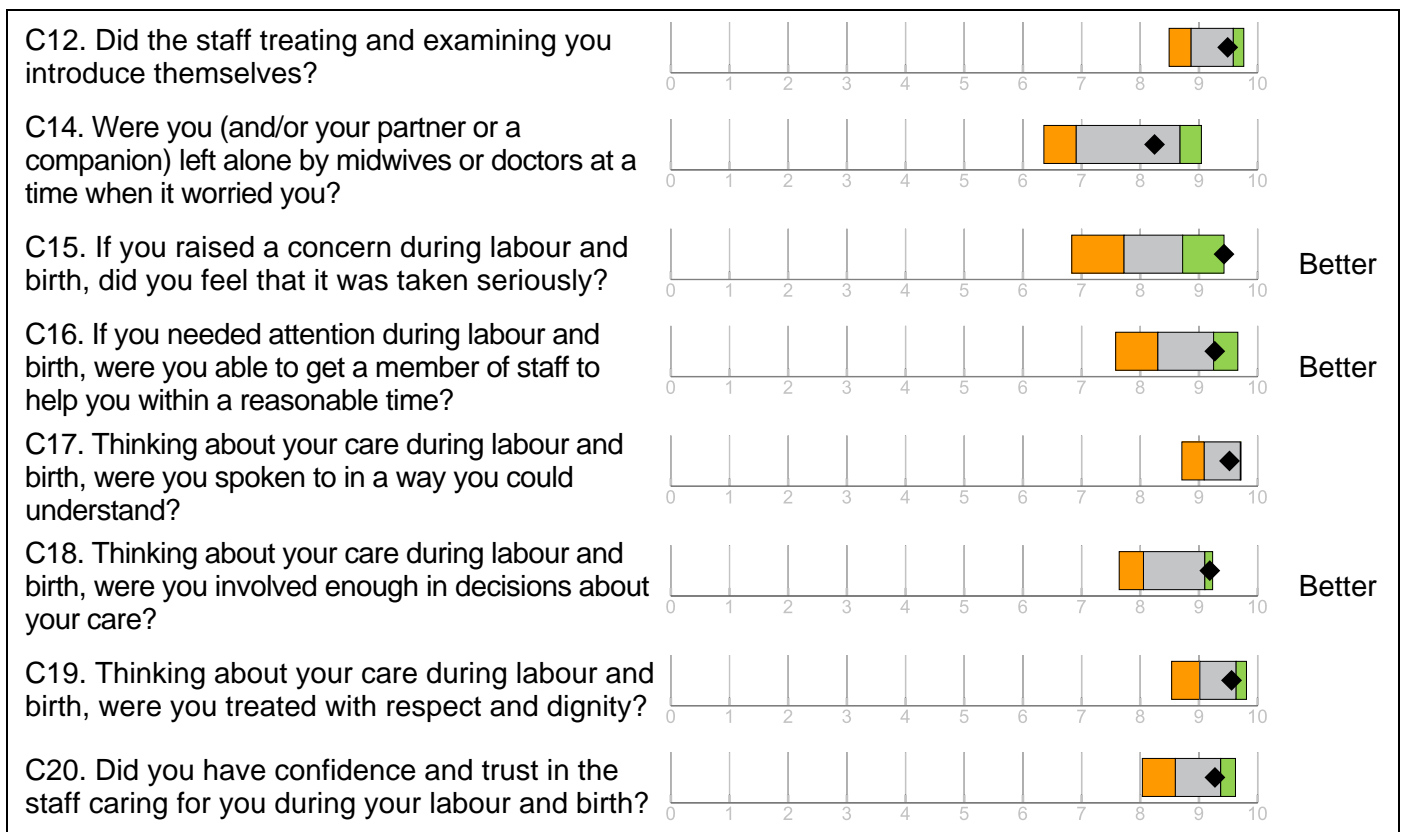 C12. Did the staff treating and examining you
introduce themselves?
0 1 2 3 4 5 6 7 8 9 10
C14. Were you (and/or your partner or a
companion) left alone by midwives or doctors at a
time when it worried you?
0 1 2 3 4 5 6 7 8 9 10
C15. If you raised a concern during labour and
birth, did you feel that it was taken seriously?
Better
0 1 2 3 4 5 6 7 8 9 10
C16. If you needed attention during labour and
birth, were you able to get a member of staff to
help you within a reasonable time?
Better
0 1 2 3 4 5 6 7 8 9 10
C17. Thinking about your care during labour and
birth, were you spoken to in a way you could
understand?
0 1 2 3 4 5 6 7 8 9 10
C18. Thinking about your care during labour and
birth, were you involved enough in decisions about
your care?
Better
0 1 2 3 4 5 6 7 8 9 10
C19. Thinking about your care during labour and
birth, were you treated with respect and dignity?
0 1 2 3 4 5 6 7 8 9 10
C20. Did you have confidence and trust in the
staff caring for you during your labour and birth?
0 1 2 3 4 5 6 7 8 9 10